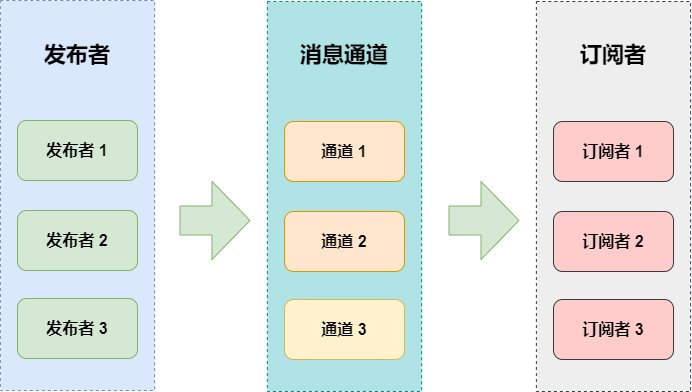 发布者
发布者 1
发布者 2
发布者 3
消息通道
通道 1
通道 2
通道 3
订阅者
订阅者 1
订阅者 2
订阅者 3